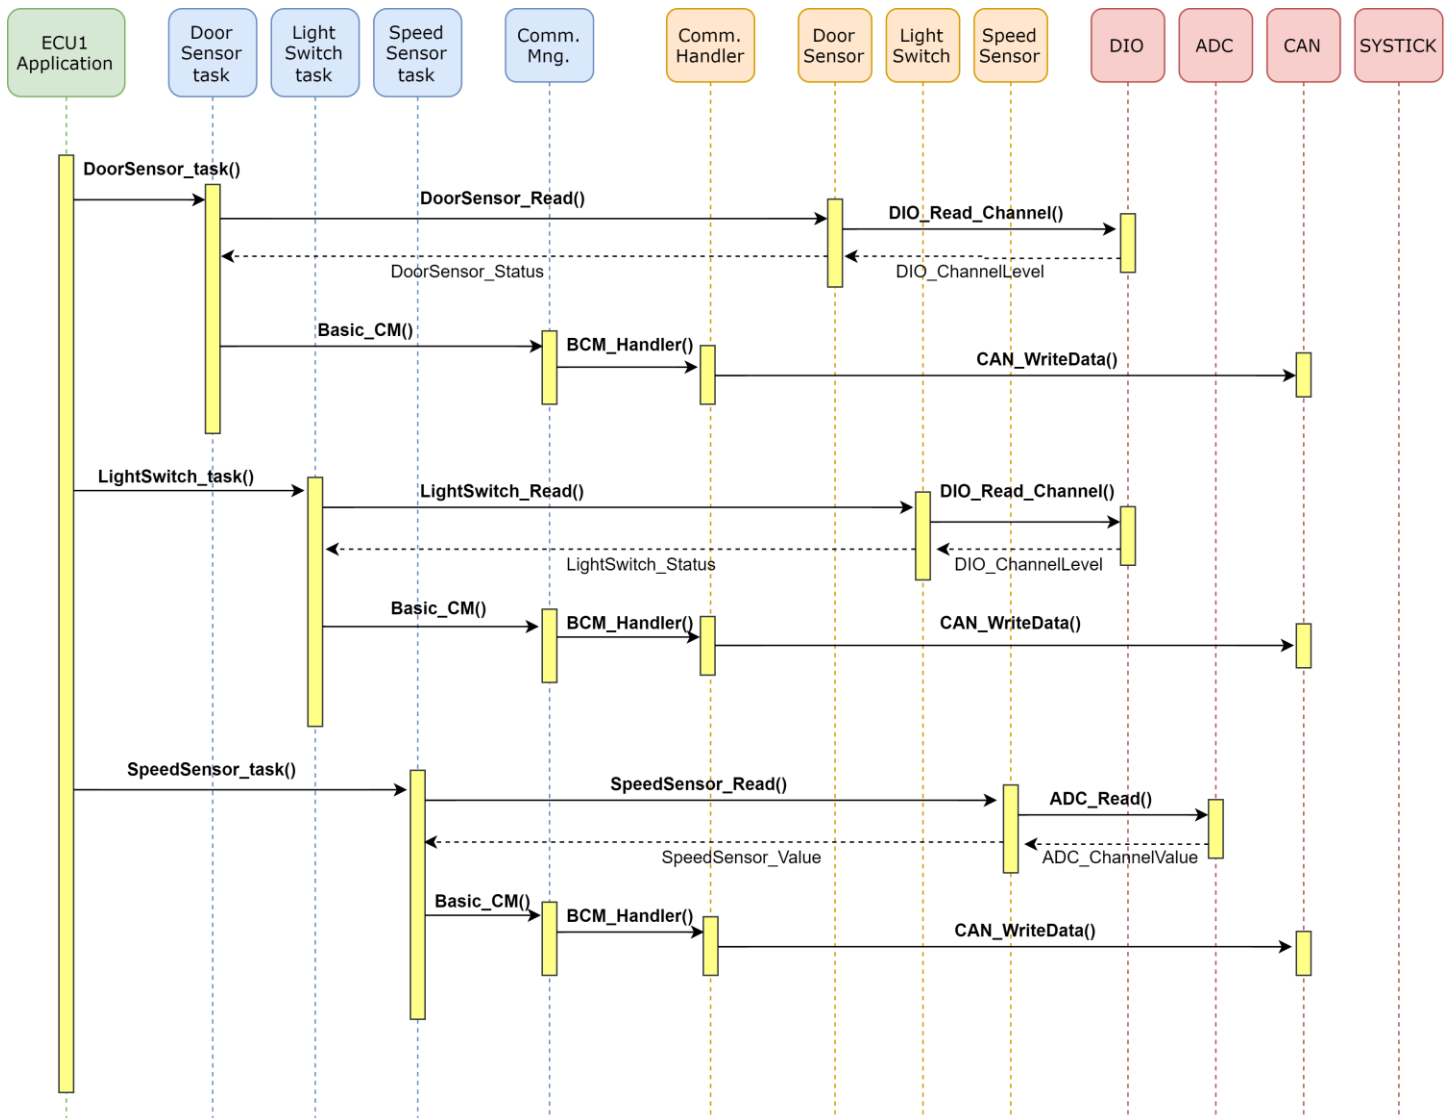 ECU1
Application
Door
Sensor
task
Light
Switch
task
Speed
Sensor
task
Comm.
Mng.
Comm.
Handler
Door
Sensor
Light
Switch
Speed
Sensor
DIO
ADC
CAN
SYSTICK
DoorSensor_task()
DoorSensor_Read()
DIO_Read_Channel()
DoorSensor_Status
DIO_ChannelLevel
Basic_CM()
BCM_Handler()
CAN_WriteData()
LightSwitch_task()
LightSwitch_Read()
DIO_Read_Channel()
LightSwitch_Status
DIO_ChannelLevel
Basic_CM()
BCM_Handler()
CAN_WriteData()
SpeedSensor_task()
SpeedSensor_Read()
ADC_Read()
SpeedSensor_Value
ADC_ChannelValue
Basic_CM()
BCM_Handler()
CAN_WriteData()